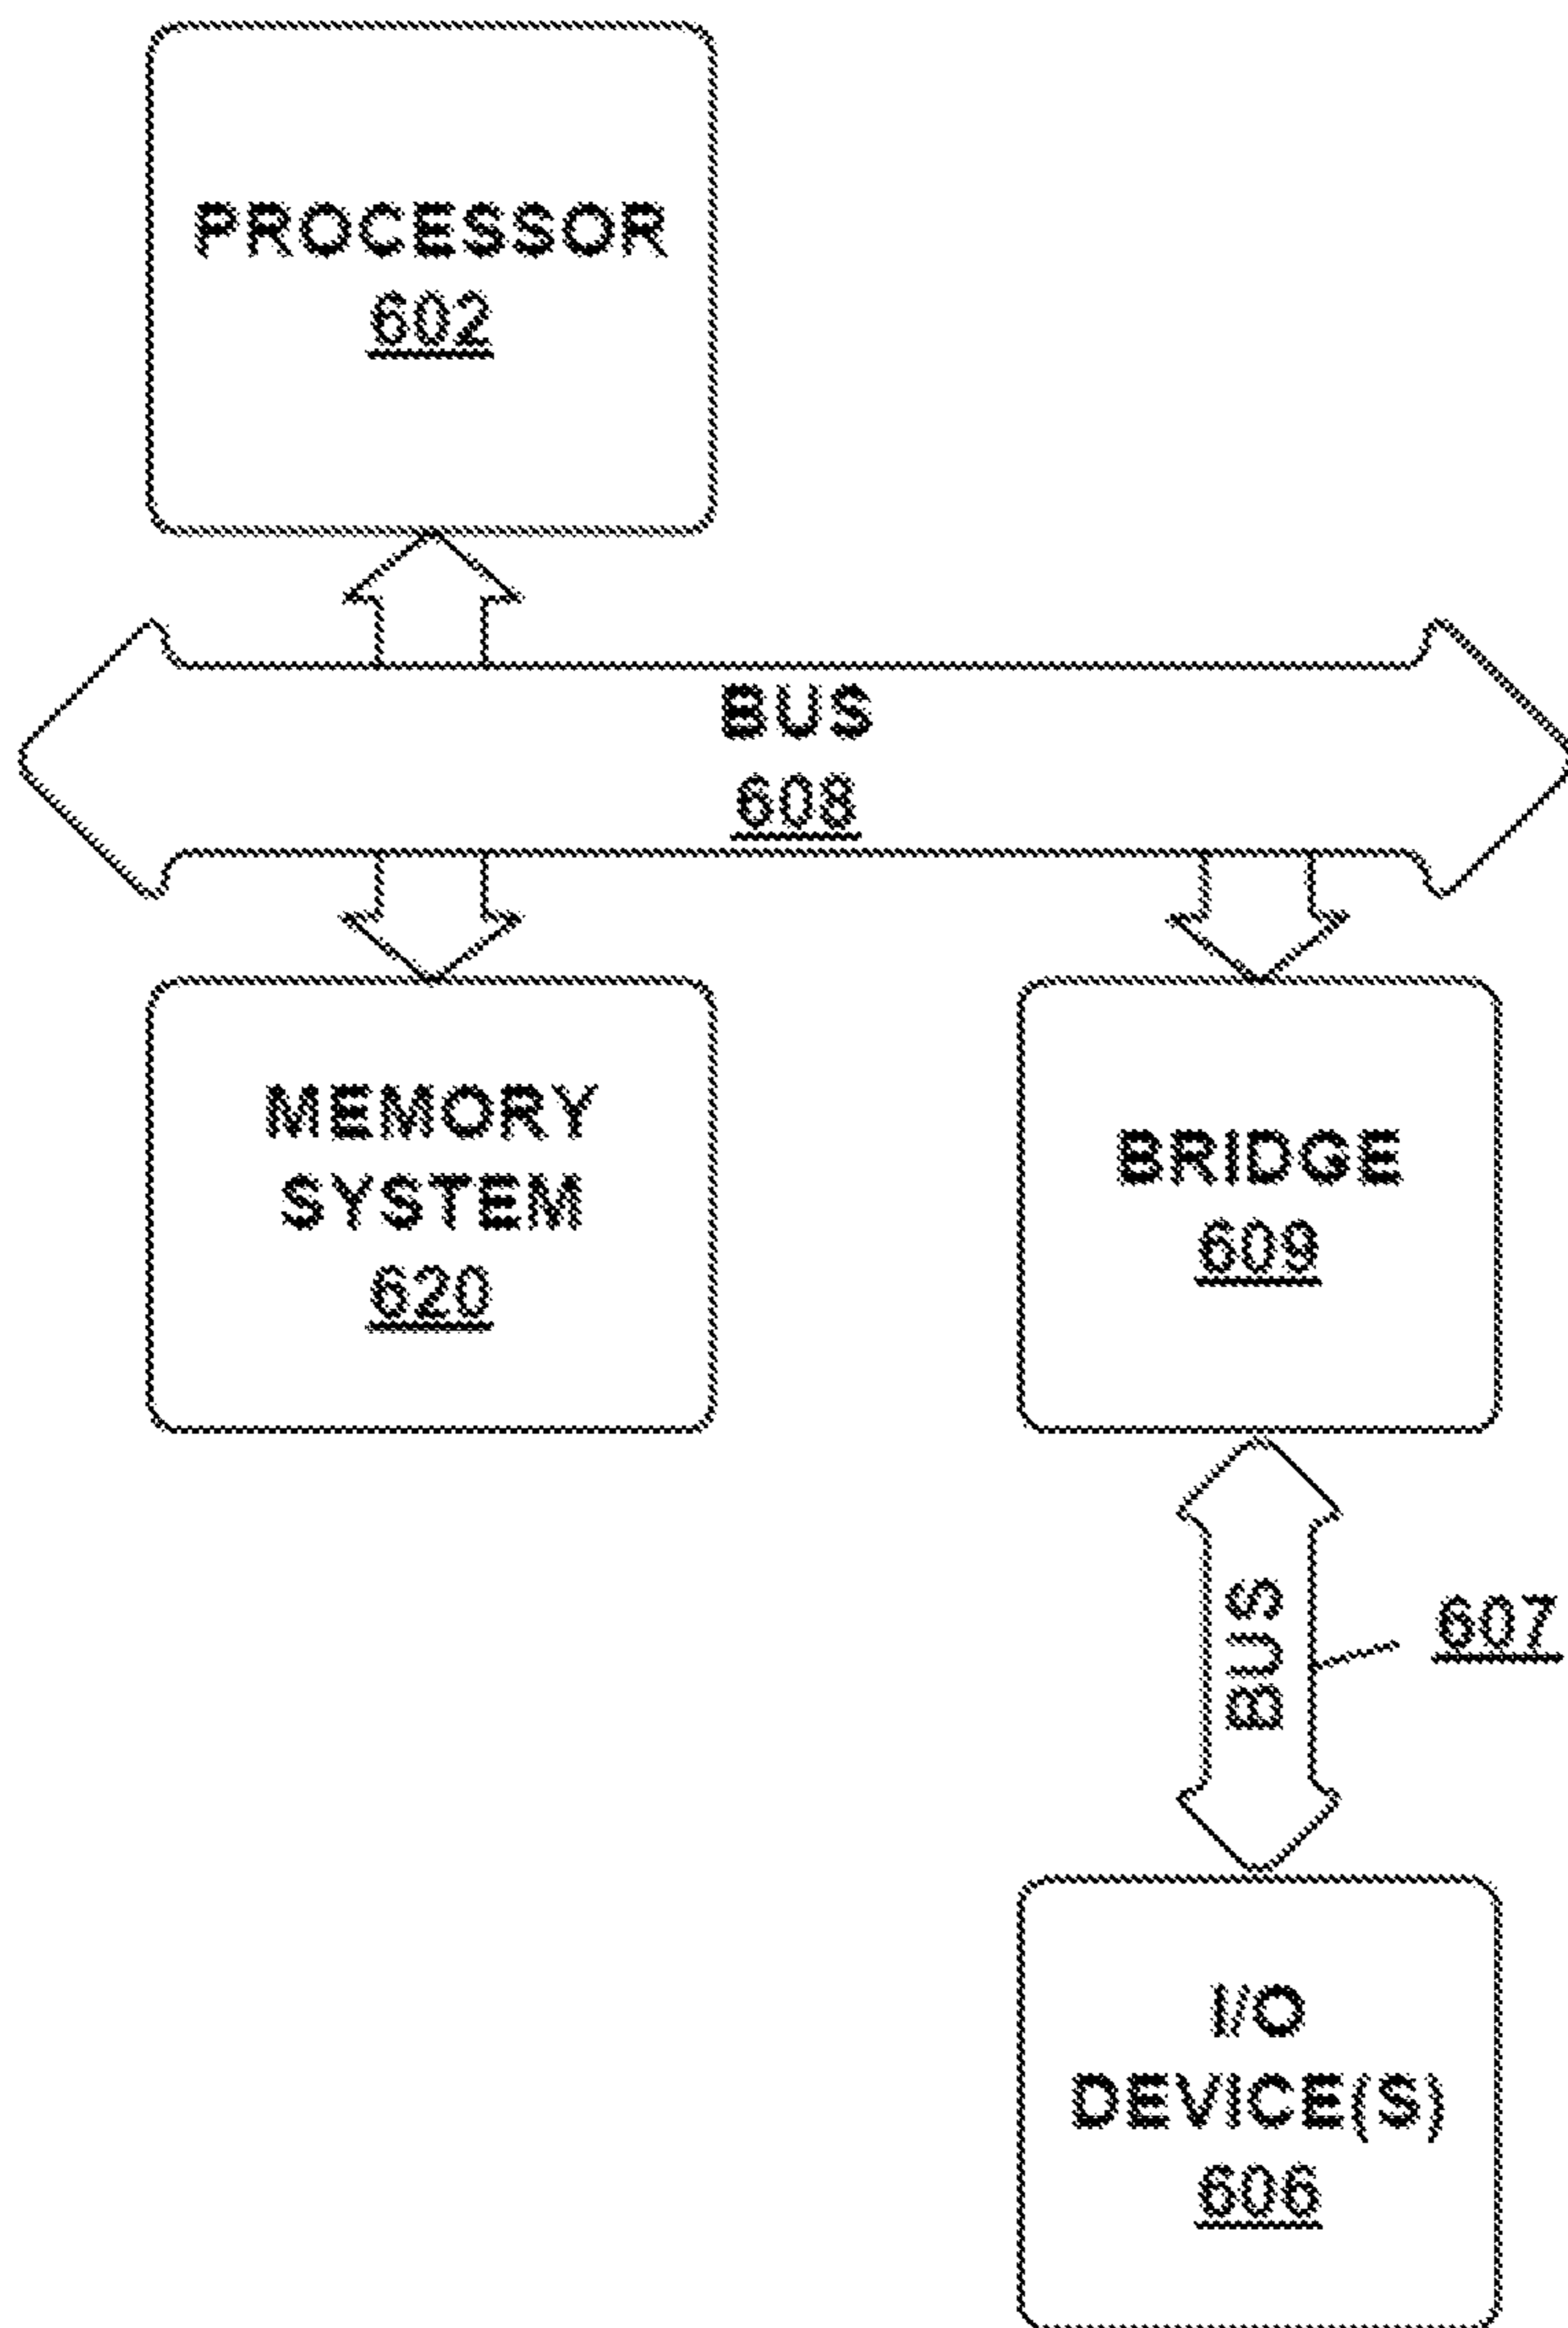 PROCESSOR
602
BUS
608
MEMORY
SYSTEM
620
BRIDGE
609
BUS
607
I/O
DEVICE(S)
606